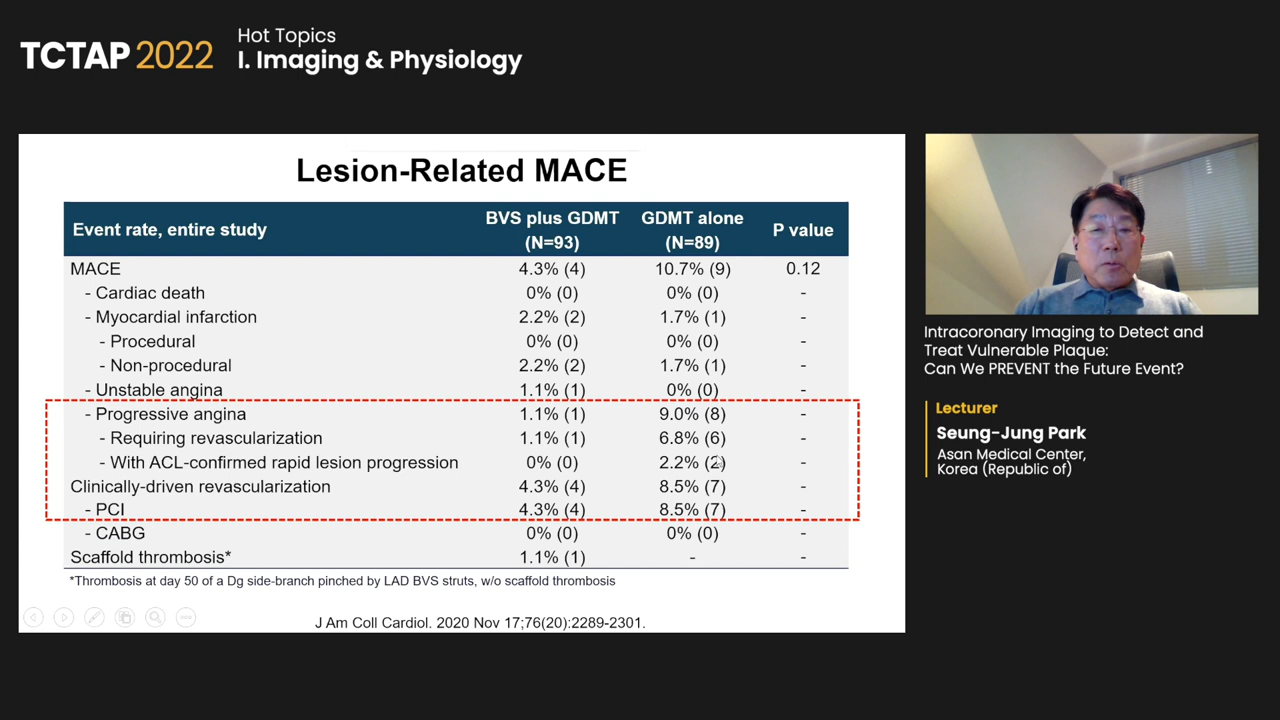 TCTAP 2022
Hot Topics
I. Imaging & Physiology
Lesion-Related MACE
Event rate, entire study BVS plus GDMT (N=93) GDMT alone (N=89) P value
MACE 4.3% (4) 10.7% (9) 0.12
- Cardiac death 0% (0) 0% (0) -
- Myocardial infarction 2.2% (2) 1.7% (1) -
- Procedural 0% (0) 0% (0) -
- Non-procedural 2.2% (2) 1.7% (1) -
- Unstable angina 1.1% (1) 0% (0) -
- Progressive angina 1.1% (1) 9.0% (8) -
- Requiring revascularization 1.1% (1) 6.8% (6) -
- With ACL-confirmed rapid lesion progression 0% (0) 2.2% (2) -
Clinically-driven revascularization 4.3% (4) 8.5% (7) -
- PCI 4.3% (4) 8.5% (7) -
- CABG 0% (0) 0% (0) -
Scaffold thrombosis* 1.1% (1) - -
*Thrombosis at day 50 of a Dg side-branch pinched by LAD BVS struts, w/o scaffold thrombosis
J Am Coll Cardiol. 2020 Nov 17;76(20):2289-2301.
Intracoronary Imaging to Detect and
Treat Vulnerable Plaque:
Can We PREVENT the Future Event?
Lecturer
Seung-Jung Park
Asan Medical Center,
Korea (Republic of)